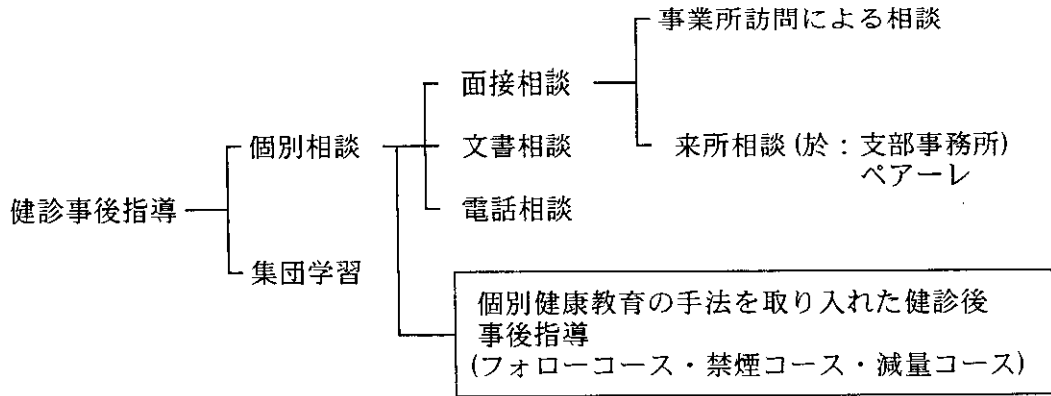 事業所訪問による相談
面接相談
個別相談
文書相談
来所相談(於:支部事務所)
ペアーレ
健診事後指導
電話相談
集団学習
個別健康教育の手法を取り入れた健診後
事後指導
(フォローコース・禁煙コース・減量コース)